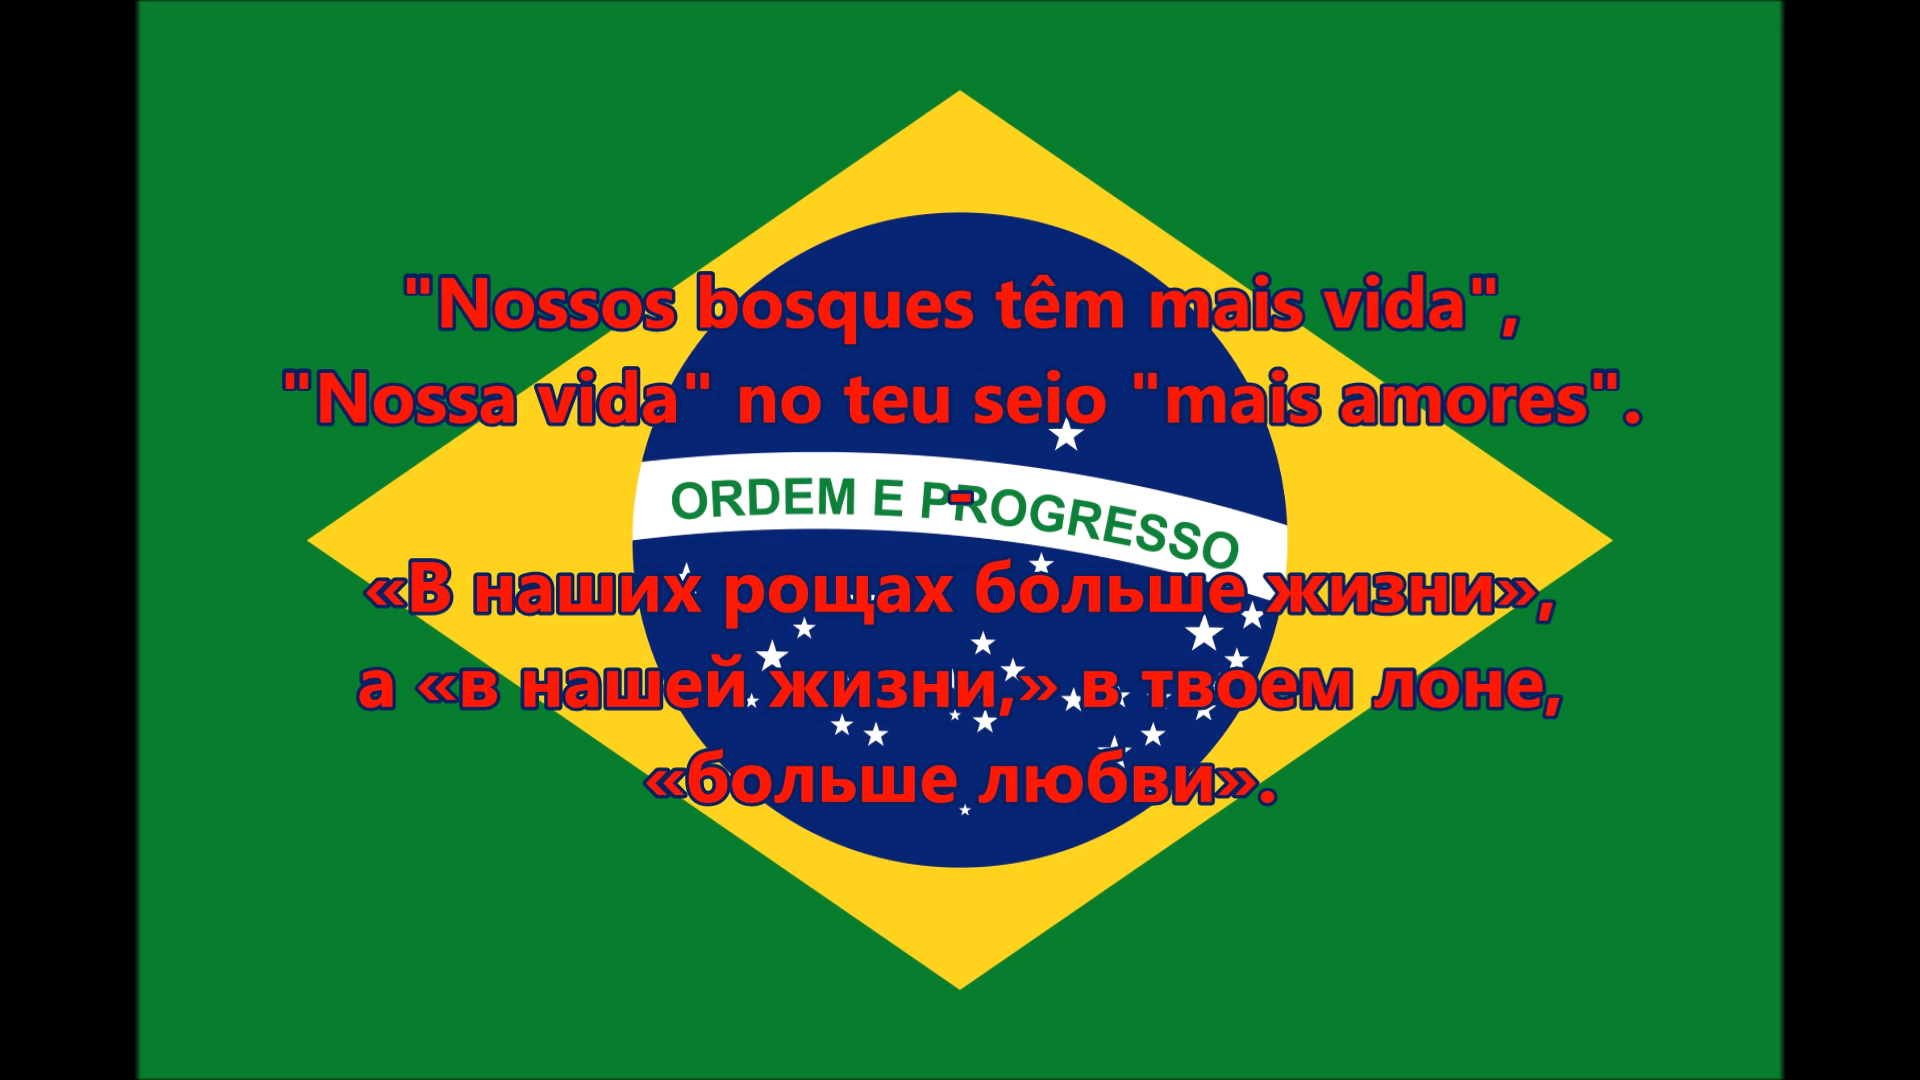 "Nossos bosques têm mais vida",
"Nossa vida" no teu seio "mais amores".
ORDEM E PROGRESSO
-
«В наших рощах больше жизни»,
а «в нашей жизни,» в твоем лоне,
«больше любви».